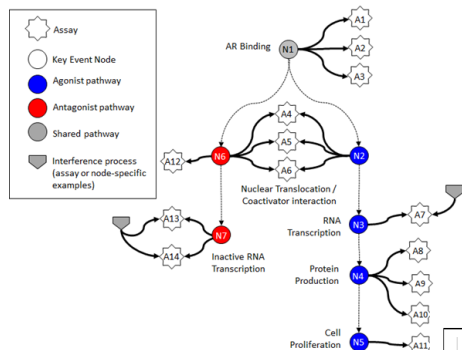 Assay
Key Event Node
Agonist pathway
Antagonist pathway
Shared pathway
Interference process
(assay or node-specific
examples)
AR Binding
N1
A1
A2
A3
A4
A5
A6
A12
N6
N2
Nuclear Translocation /
Coactivator interaction
A13
A14
N7
Inactive RNA
Transcription
RNA
Transcription
N3
A7
A8
Protein
Production
N4
A9
A10
Cell
Proliferation
N5
A11